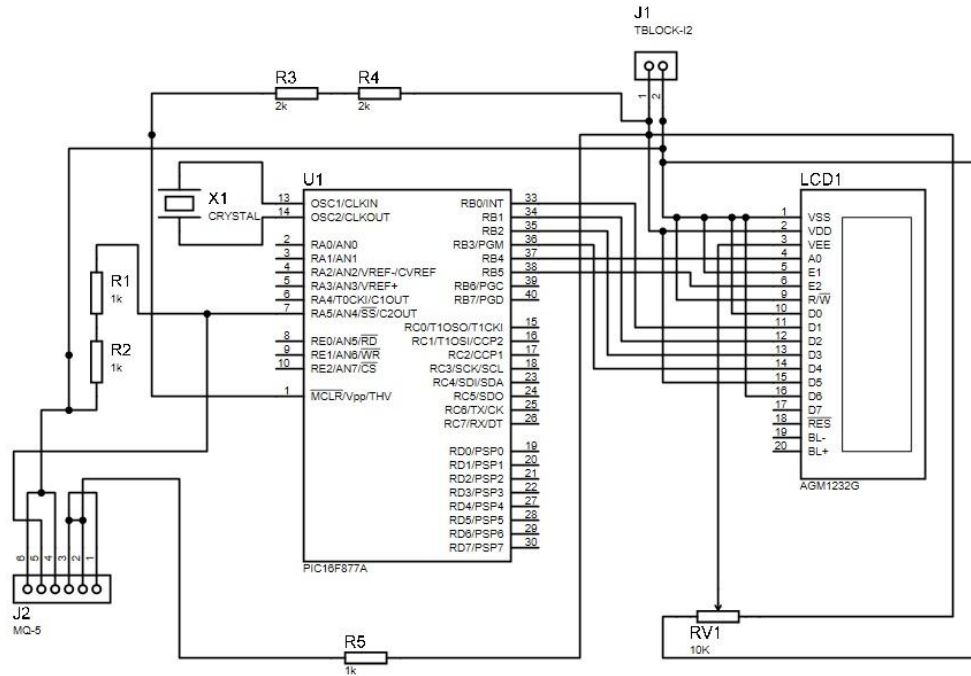 J1
TBLOCK-I2
1
2
R3
2k
R4
2k
X1
CRYSTAL
U1
13 OSC1/CLKIN
14 OSC2/CLKOUT
2 RA0/AN0
3 RA1/AN1
4 RA2/AN2/VREF-/CVREF
5 RA3/AN3/VREF+
6 RA4/T0CKI/C1OUT
7 RA5/AN4/SS/C2OUT
8 RE0/AN5/RD
9 RE1/AN6/WR
10 RE2/AN7/CS
1 MCLR/Vpp/THV
RB0/INT 33
RB1 34
RB2 35
RB3/PGM 36
RB4 37
RB5 38
RB6/PGC 39
RB7/PGD 40
RC0/T1OSO/T1CKI 15
RC1/T1OSI/CCP2 16
RC2/CCP1 17
RC3/SCK/SCL 18
RC4/SDI/SDA 23
RC5/SDO 24
RC6/TX/CK 25
RC7/RX/DT 26
RD0/PSP0 19
RD1/PSP1 20
RD2/PSP2 21
RD3/PSP3 22
RD4/PSP4 27
RD5/PSP5 28
RD6/PSP6 29
RD7/PSP7 30
PIC16F877A
LCD1
1 VSS
2 VDD
3 VEE
4 A0
5 E1
6 E2
9 R/W
10 D0
11 D1
12 D2
13 D3
14 D4
15 D5
16 D6
17 D7
18 RES
19 BL-
20 BL+
AGM1232G
R1
1k
R2
1k
6
5
4
3
2
1
J2
MQ-5
R5
1k
RV1
10K